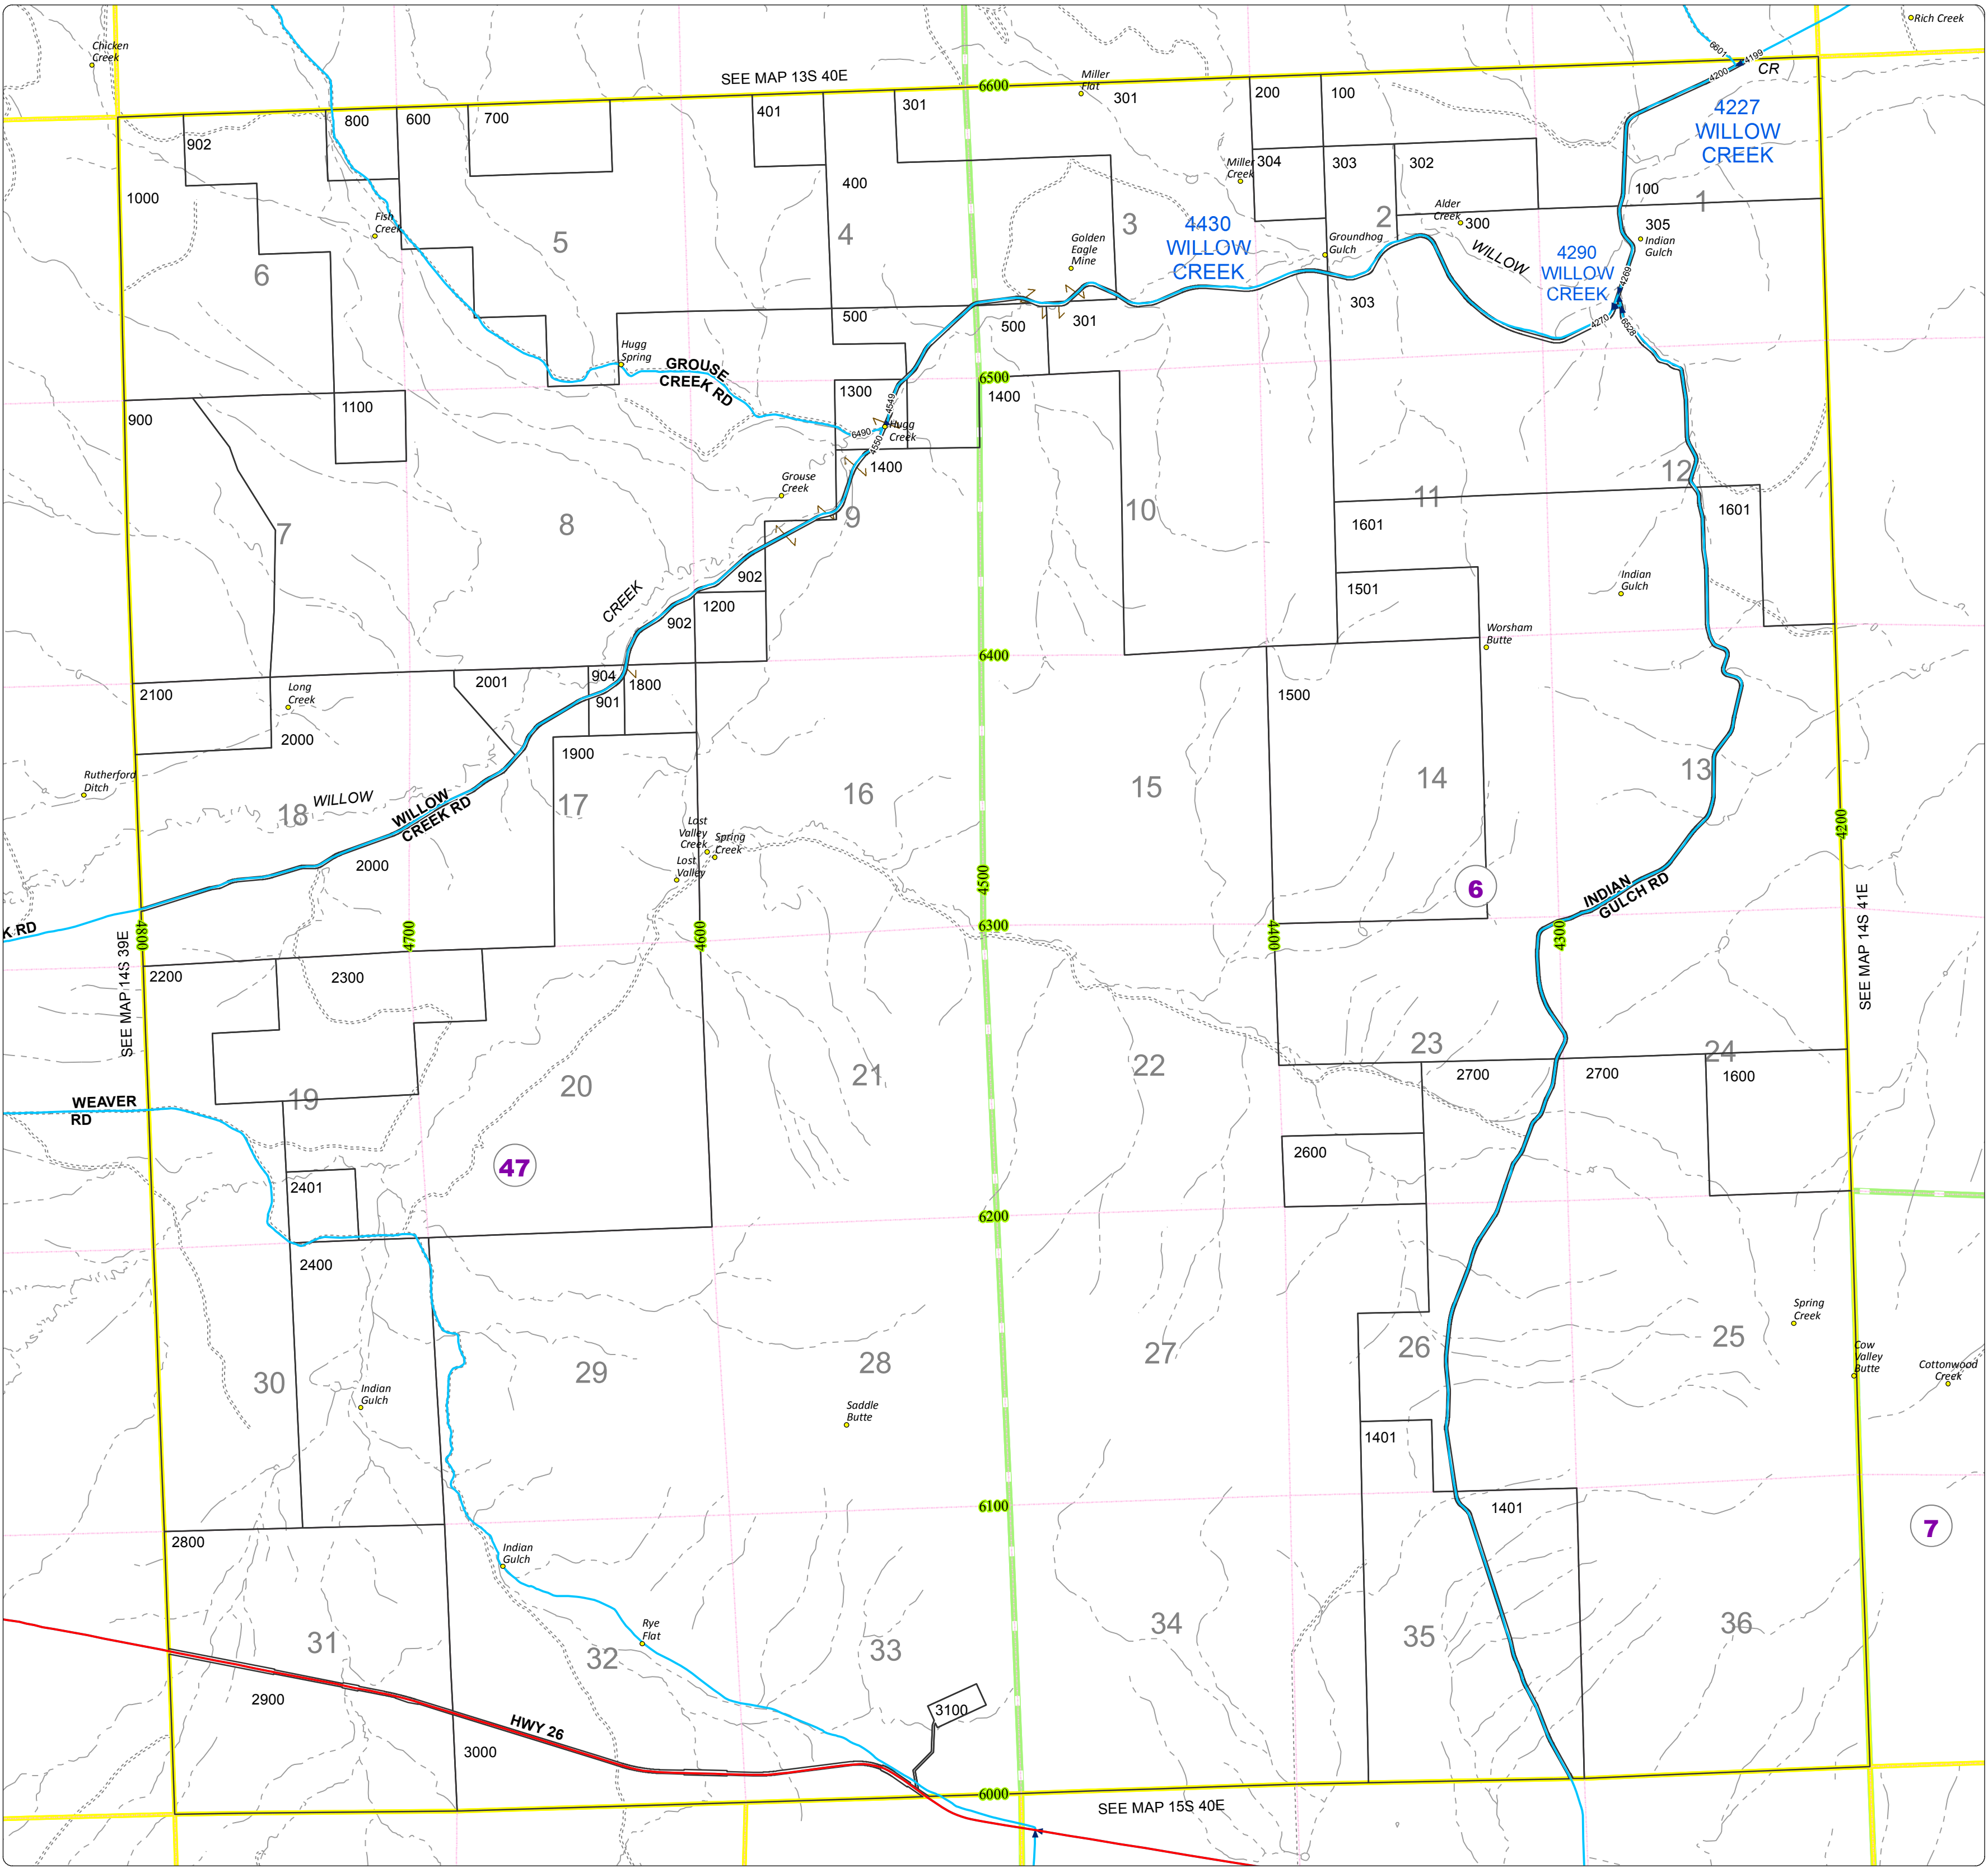 Rich Creek
Chicken
Creek
SEE MAP 13S 40E
Miller
Flat
6600
6601
4199
4200
CR
800
600
700
401
301
301
200
100
4227
WILLOW
CREEK
902
1000
400
Miller
Creek
304
303
302
100
1
Fish
Creek
5
4
3
4430
WILLOW
CREEK
2
Alder
Creek
300
305
Indian
Gulch
6
Golden
Eagle
Mine
Groundhog
Gulch
WILLOW
4290
WILLOW
CREEK
4269
303
500
500
301
4270
6528
Hugg
Spring
GROUSE
CREEK RD
6500
1300
1400
4549
900
1100
6490
Hugg
Creek
4550
1400
Grouse
Creek
7
8
9
10
11
12
1601
1601
CREEK
902
1200
902
1501
Indian
Gulch
Worsham
Butte
6400
2100
Long
Creek
2001
904
901
1800
1500
2000
1900
Rutherford
Ditch
18
WILLOW
WILLOW
CREEK RD
17
16
15
14
13
2000
Lost
Valley
Creek
Spring
Creek
Lost
Valley
4200
4500
6
INDIAN
GULCH RD
K RD
4800
4700
4600
6300
4400
4300
SEE MAP 14S 39E
SEE MAP 14S 41E
2200
2300
19
20
21
22
23
24
2700
2700
1600
WEAVER
RD
47
2600
2401
6200
2400
Spring
Creek
30
29
28
27
26
25
Cow
Valley
Butte
Cottonwood
Creek
Indian
Gulch
Saddle
Butte
1401
6100
1401
7
2800
Indian
Gulch
Rye
Flat
31
32
33
34
35
36
2900
HWY 26
3100
3000
6000
SEE MAP 15S 40E